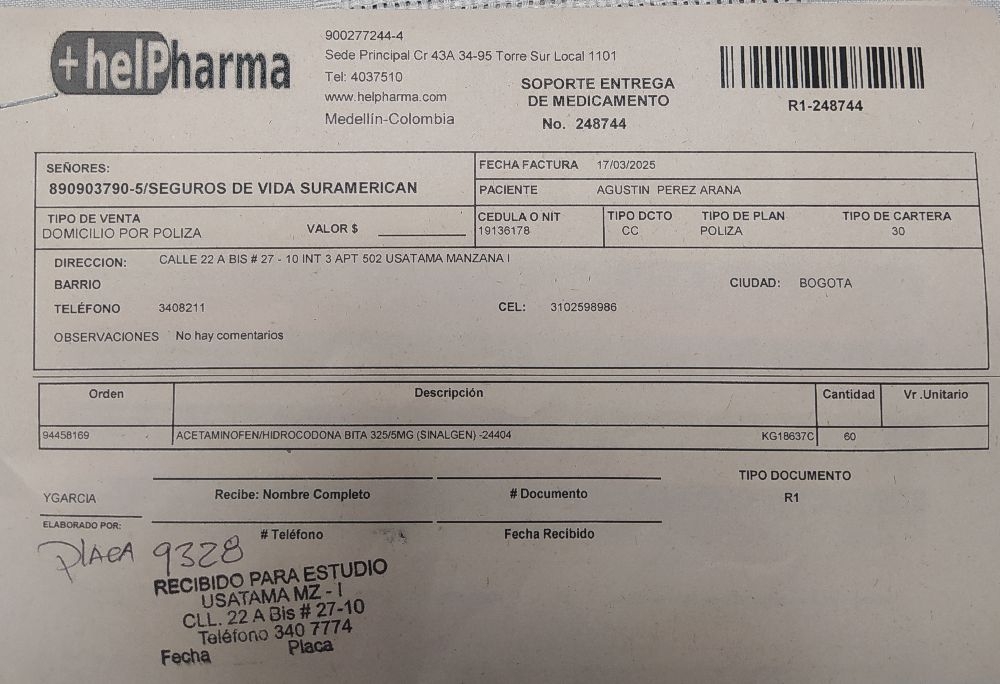 +helPharma
900277244-4
Sede Principal Cr 43A 34-95 Torre Sur Local 1101
Tel: 4037510
www.helpharma.com
Medellín-Colombia
SOPORTE ENTREGA
DE MEDICAMENTO
No. 248744
R1-248744
SEÑORES:
890903790-5/SEGUROS DE VIDA SURAMERICAN
FECHA FACTURA 17/03/2025
PACIENTE AGUSTIN PEREZ ARANA
TIPO DE VENTA
DOMICILIO POR POLIZA
VALOR $
CEDULA O NIT
19136178
TIPO DCTO
CC
TIPO DE PLAN
POLIZA
TIPO DE CARTERA
30
DIRECCION: CALLE 22 A BIS # 27 - 10 INT 3 APT 502 USATAMA MANZANA I
BARRIO
CIUDAD: BOGOTA
TELÉFONO 3408211
CEL: 3102598986
OBSERVACIONES No hay comentarios
Orden Descripción Cantidad Vr .Unitario
94458169 ACETAMINOFEN/HIDROCODONA BITA 325/5MG (SINALGEN) -24404 KG18637C 60
Recibe: Nombre Completo
# Documento
TIPO DOCUMENTO
R1
YGARCIA
ELABORADO POR:
# Teléfono
Fecha Recibido
PLACA 9328
RECIBIDO PARA ESTUDIO
USATAMA MZ - I
CLL. 22 A Bis # 27-10
Teléfono 340 7774
Fecha Placa